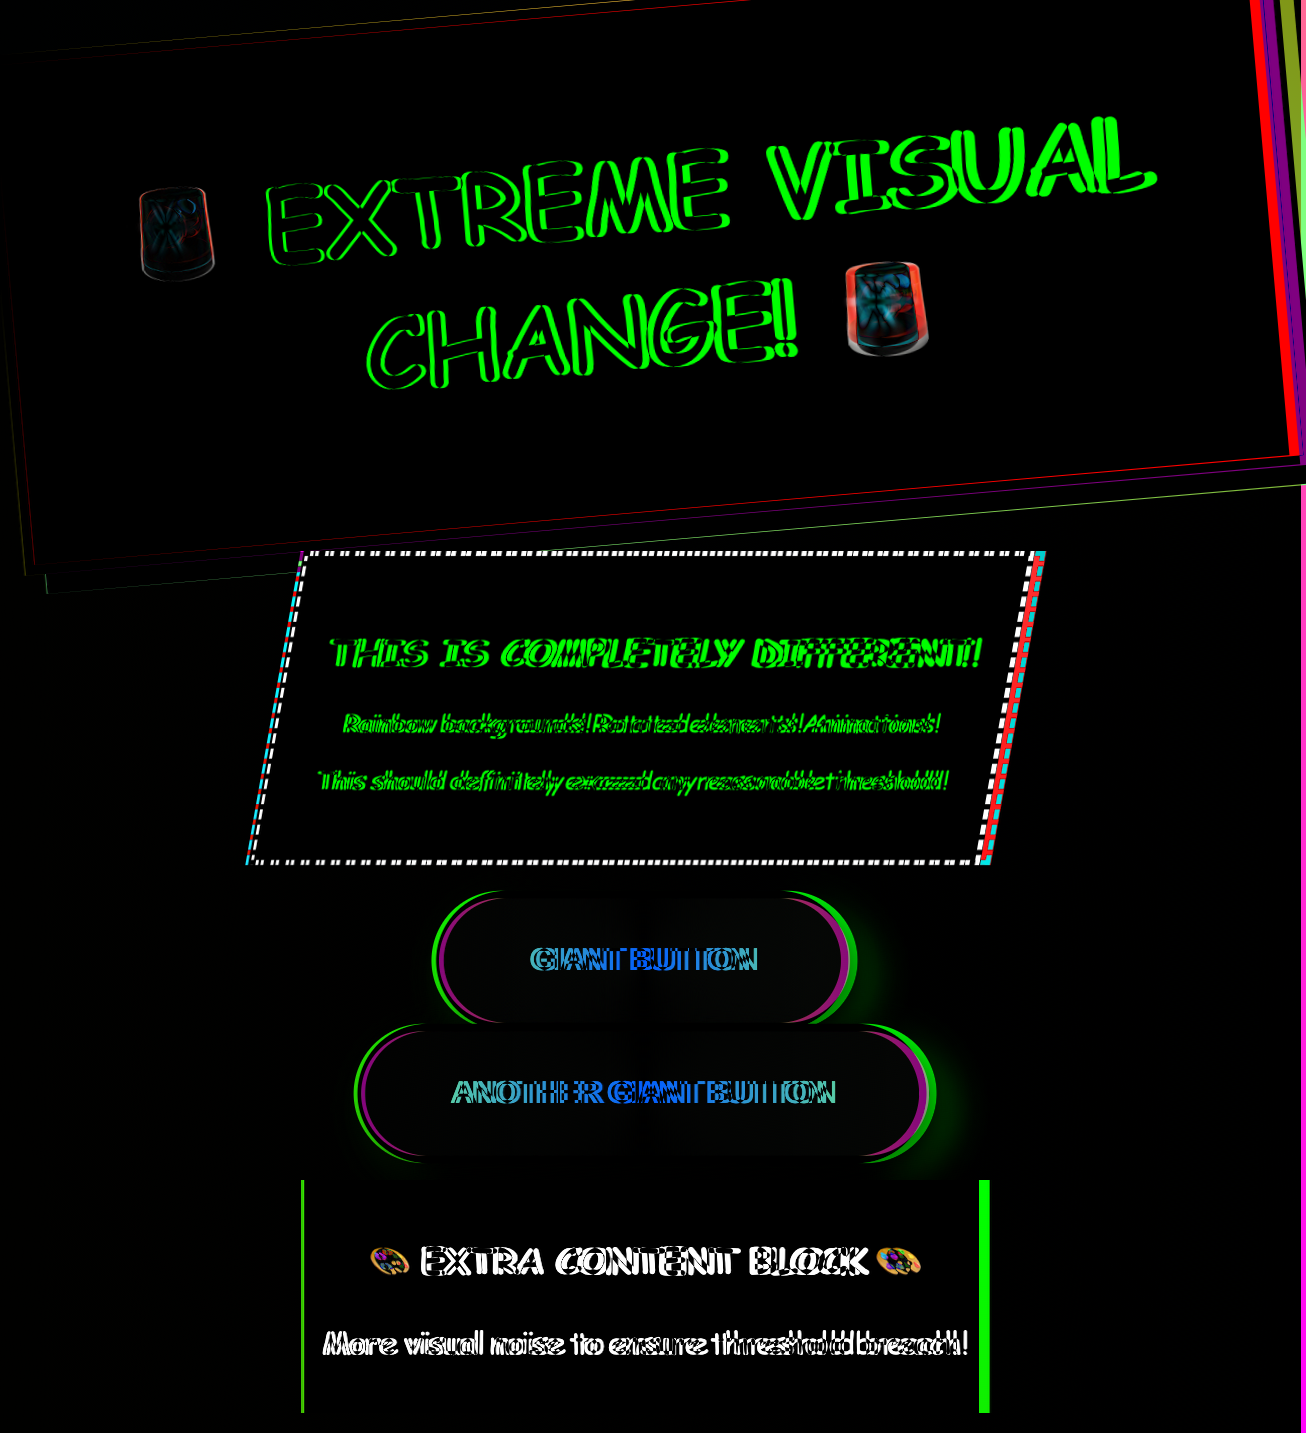 🚨 EXTREME VISUAL
CHANGE! 🚨
THIS IS COMPLETELY DIFFERENT!
Rainbow backgrounds! Rotated elements! Animations!
This should definitely exceed any reasonable threshold!
GIANT BUTTON
ANOTHER GIANT BUTTON
🎨 EXTRA CONTENT BLOCK 🎨
More visual noise to ensure threshold breach!